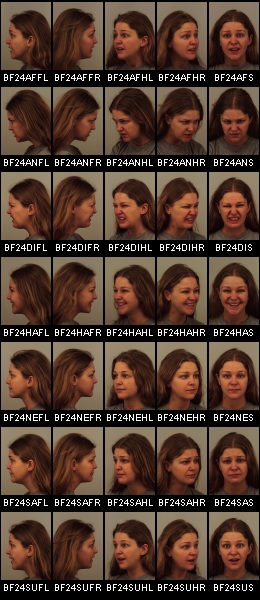 BF24AFFL BF24AFFR BF24AFHL BF24AFHR BF24AFS
BF24ANFL BF24ANFR BF24ANHL BF24ANHR BF24ANS
BF24DIFL BF24DIFR BF24DIHL BF24DIHR BF24DIS
BF24HAFL BF24HAFR BF24HAHL BF24HAHR BF24HAS
BF24NEFL BF24NEFR BF24NEHL BF24NEHR BF24NES
BF24SAFL BF24SAFR BF24SAHL BF24SAHR BF24SAS
BF24SUFL BF24SUFR BF24SUHL BF24SUHR BF24SUS